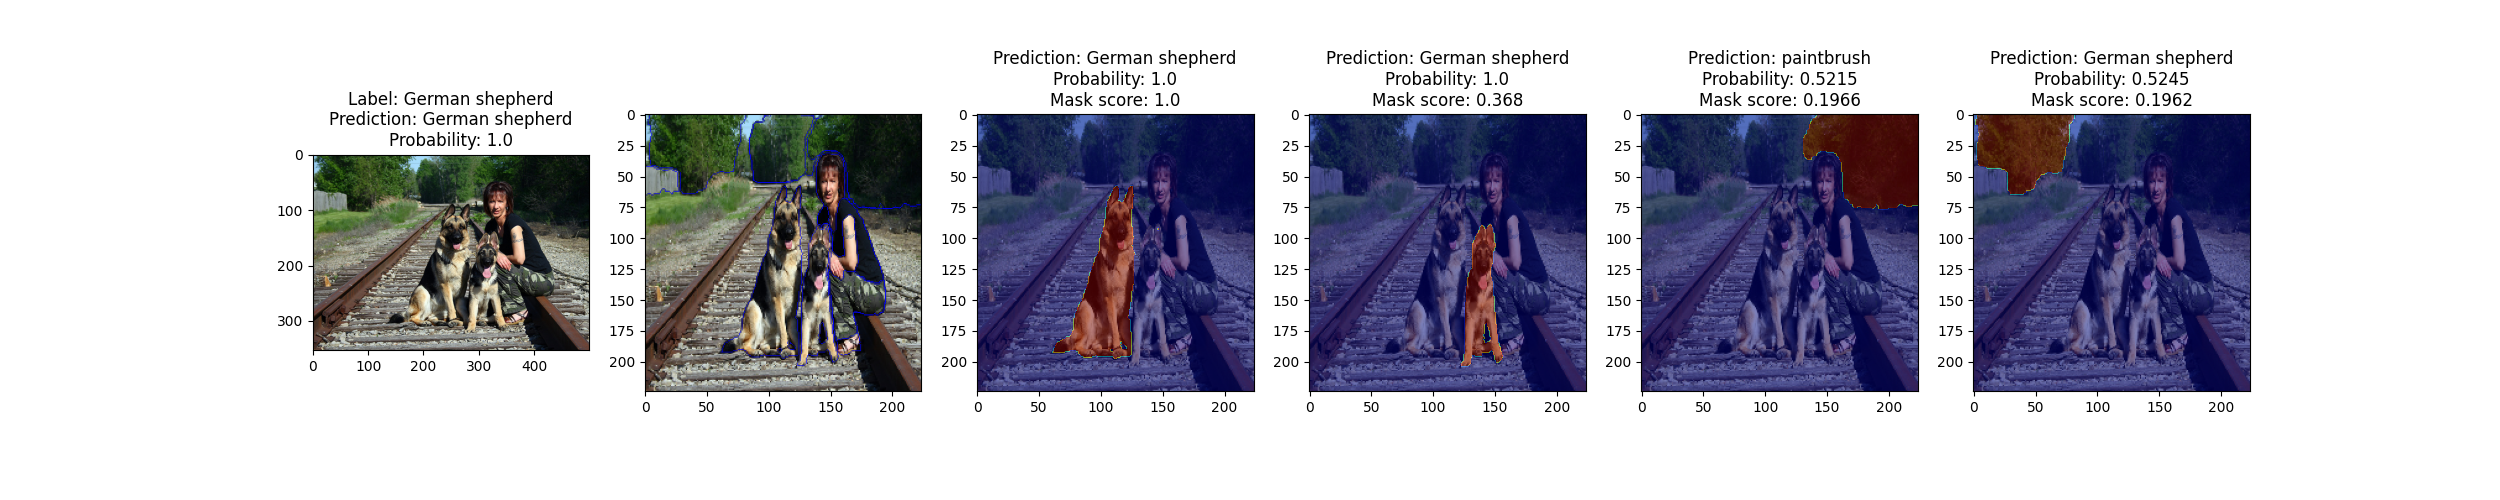 Label: German shepherd
Prediction: German shepherd
Probability: 1.0
0
100
200
300
0 100 200 300 400
0
25
50
75
100
125
150
175
200
0 50 100 150 200
Prediction: German shepherd
Probability: 1.0
Mask score: 1.0
0
25
50
75
100
125
150
175
200
0 50 100 150 200
Prediction: German shepherd
Probability: 1.0
Mask score: 0.368
0
25
50
75
100
125
150
175
200
0 50 100 150 200
Prediction: paintbrush
Probability: 0.5215
Mask score: 0.1966
0
25
50
75
100
125
150
175
200
0 50 100 150 200
Prediction: German shepherd
Probability: 0.5245
Mask score: 0.1962
0
25
50
75
100
125
150
175
200
0 50 100 150 200